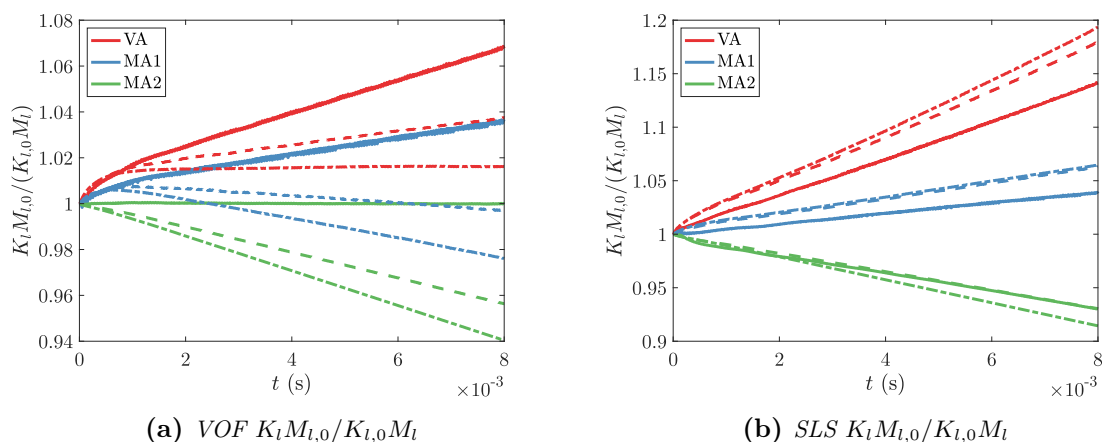 1.08
1.06
1.04
1.02
1
0.98
0.96
0.94
K_l M_{l,0}/(K_{l,0} M_l)
VA
MA1
MA2
0
2
4
6
8
t (s)
×10⁻³
(a) VOF K_l M_{l,0}/K_{l,0} M_l
1.2
1.15
1.1
1.05
1
0.95
0.9
K_l M_{l,0}/(K_{l,0} M_l)
VA
MA1
MA2
0
2
4
6
8
t (s)
×10⁻³
(b) SLS K_l M_{l,0}/K_{l,0} M_l